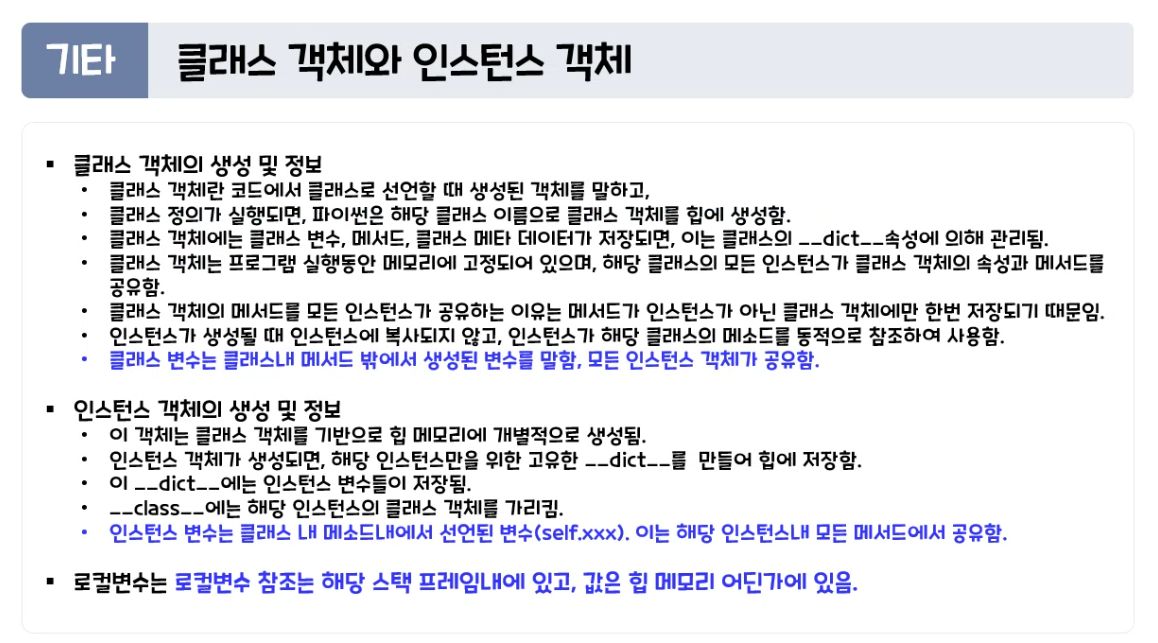 기타 클래스 객체와 인스턴스 객체
▪ 클래스 객체의 생성 및 정보
• 클래스 객체란 코드에서 클래스로 선언할 때 생성된 객체를 말하고,
• 클래스 정의가 실행되면, 파이썬은 해당 클래스 이름으로 클래스 객체를 힙에 생성함.
• 클래스 객체에는 클래스 변수, 메서드, 클래스 메타 데이터가 저장되면, 이는 클래스의 __dict__속성에 의해 관리됨.
• 클래스 객체는 프로그램 실행동안 메모리에 고정되어 있으며, 해당 클래스의 모든 인스턴스가 클래스 객체의 속성과 메서드를
공유함.
• 클래스 객체의 메서드를 모든 인스턴스가 공유하는 이유는 메서드가 인스턴스가 아닌 클래스 객체에만 한번 저장되기 때문임.
• 인스턴스가 생성될 때 인스턴스에 복사되지 않고, 인스턴스가 해당 클래스의 메소드를 동적으로 참조하여 사용함.
• 클래스 변수는 클래스내 메서드 밖에서 생성된 변수를 말함, 모든 인스턴스 객체가 공유함.
▪ 인스턴스 객체의 생성 및 정보
• 이 객체는 클래스 객체를 기반으로 힙 메모리에 개별적으로 생성됨.
• 인스턴스 객체가 생성되면, 해당 인스턴스만을 위한 고유한 __dict__를 만들어 힙에 저장함.
• 이 __dict__에는 인스턴스 변수들이 저장됨.
• __class__에는 해당 인스턴스의 클래스 객체를 가리킴.
• 인스턴스 변수는 클래스 내 메소드내에서 선언된 변수(self.xxx). 이는 해당 인스턴스내 모든 메서드에서 공유함.
▪ 로컬변수는 로컬변수 참조는 해당 스택 프레임내에 있고, 값은 힙 메모리 어딘가에 있음.